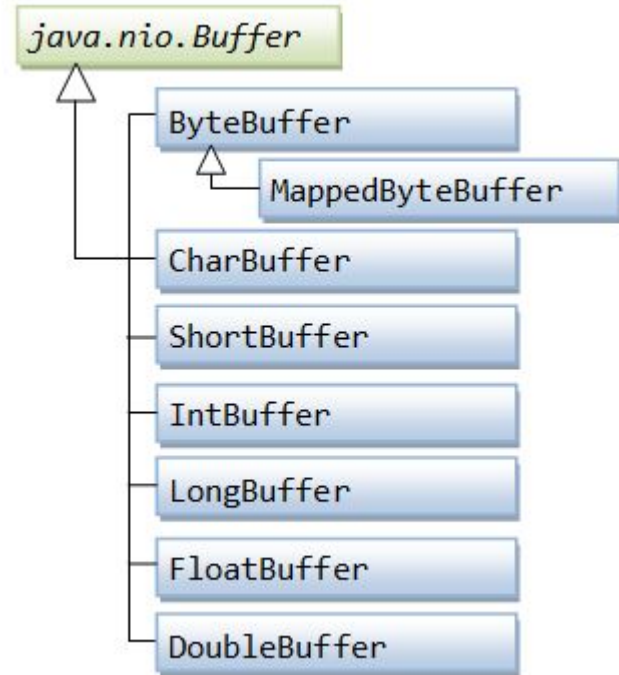 java.nio.Buffer
ByteBuffer
MappedByteBuffer
CharBuffer
ShortBuffer
IntBuffer
LongBuffer
FloatBuffer
DoubleBuffer